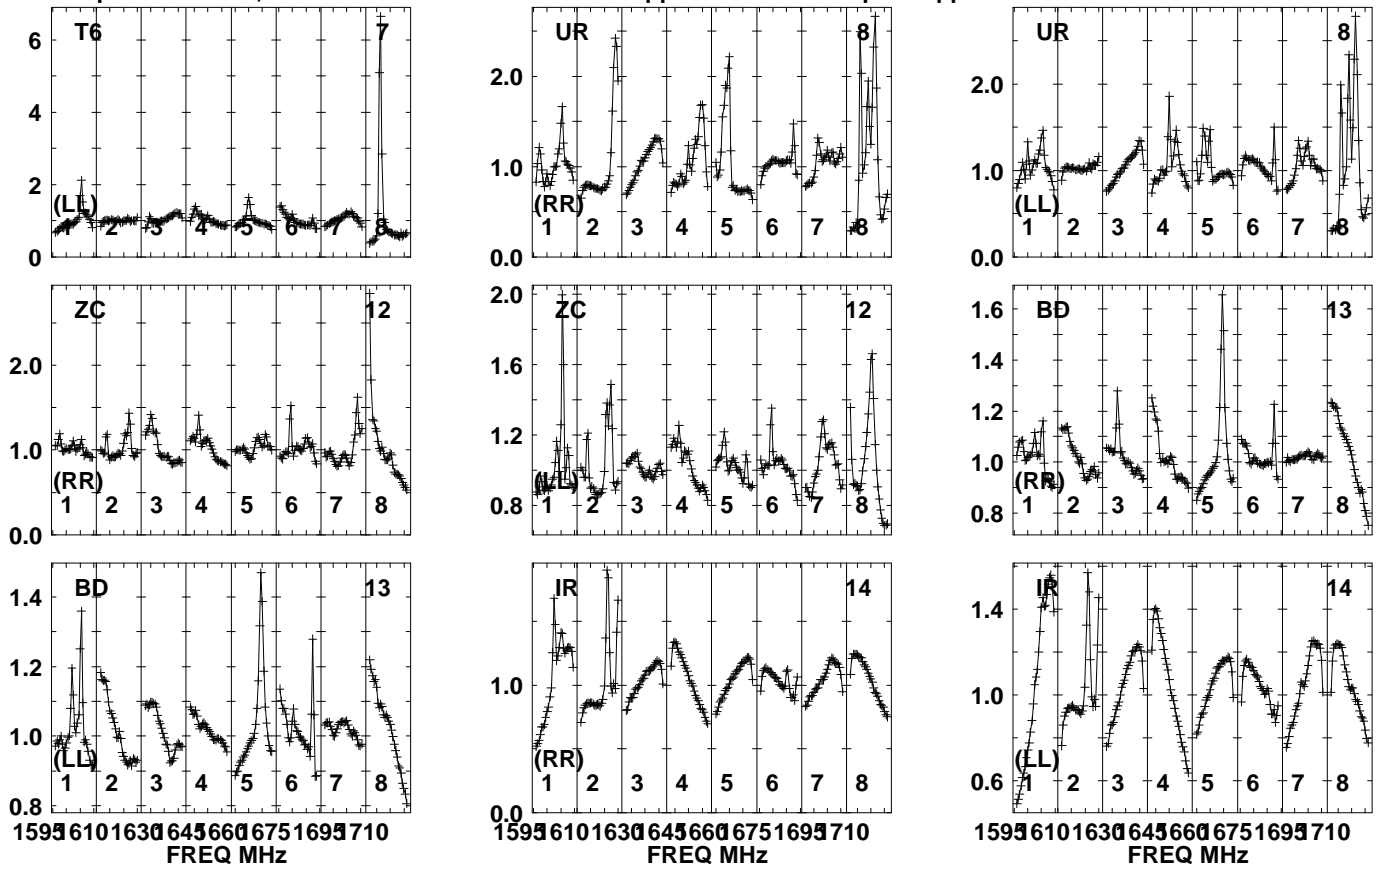 T6 7
6
4
2
0
(LL)
1 2 3 4 5 6 7 8
UR 8
2.0
1.0
0.0
(RR)
1 2 3 4 5 6 7 8
UR 8
2.0
1.0
0.0
(LL)
1 2 3 4 5 6 7 8
ZC 12
2.0
1.0
0.0
(RR)
1 2 3 4 5 6 7 8
ZC 12
2.0
1.6
1.2
0.8
(LL)
1 2 3 4 5 6 7 8
BD 13
1.6
1.4
1.2
1.0
0.8
(RR)
1 2 3 4 5 6 7 8
BD 13
1.4
1.2
1.0
0.8
(LL)
1 2 3 4 5 6 7 8
1595 1610 1630 1645 1660 1675 1695 1710
FREQ MHz
IR 14
1.0
0.0
(RR)
1 2 3 4 5 6 7 8
1595 1610 1630 1645 1660 1675 1695 1710
FREQ MHz
IR 14
1.4
1.0
0.6
(LL)
1 2 3 4 5 6 7 8
1595 1610 1630 1645 1660 1675 1695 1710
FREQ MHz